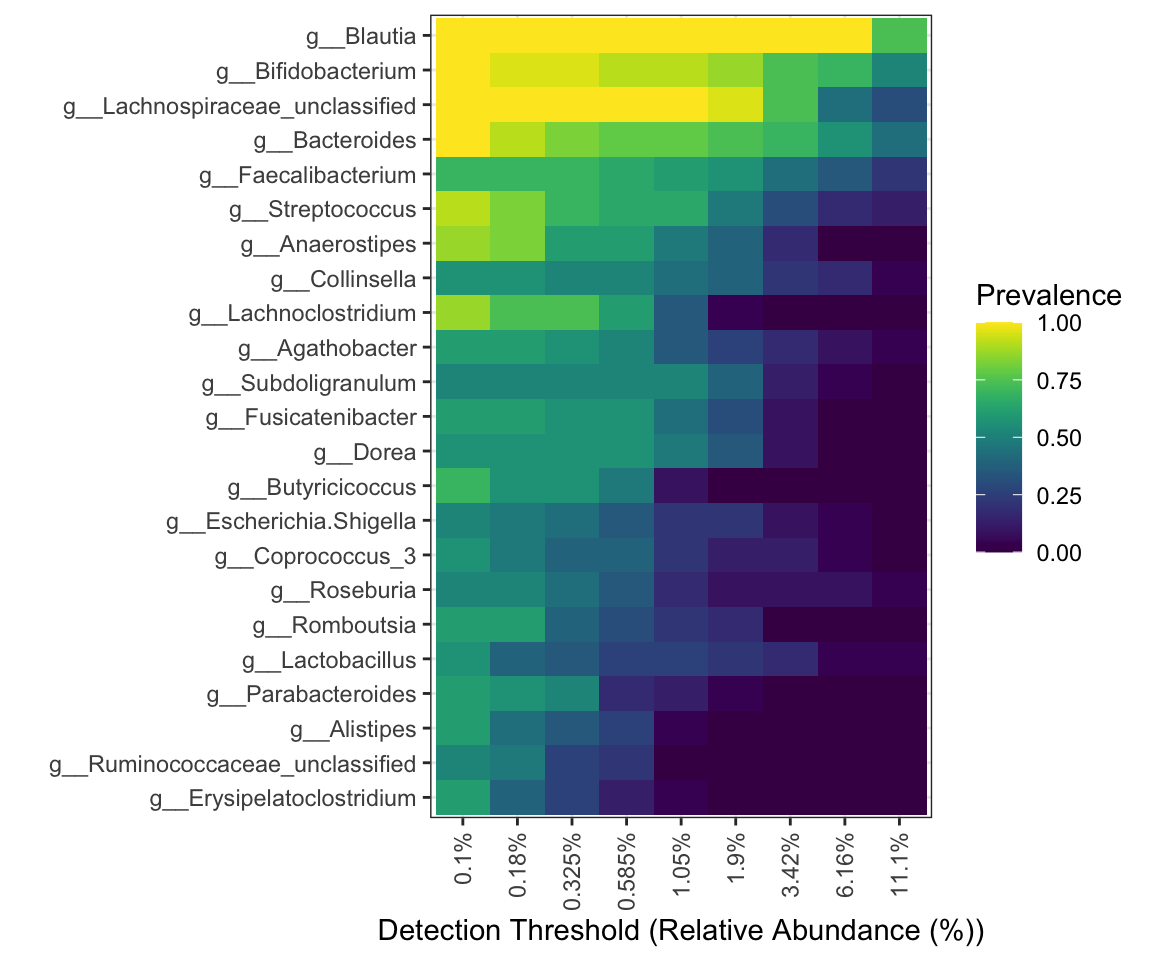 g__Blautia
g__Bifidobacterium
g__Lachnospiraceae_unclassified
g__Bacteroides
g__Faecalibacterium
g__Streptococcus
g__Anaerostipes
g__Collinsella
g__Lachnoclostridium
g__Agathobacter
g__Subdoligranulum
g__Fusicatenibacter
g__Dorea
g__Butyricicoccus
g__Escherichia.Shigella
g__Coprococcus_3
g__Roseburia
g__Romboutsia
g__Lactobacillus
g__Parabacteroides
g__Alistipes
g__Ruminococcaceae_unclassified
g__Erysipelatoclostridium
0.1%
0.18%
0.325%
0.585%
1.05%
1.9%
3.42%
6.16%
11.1%
Detection Threshold (Relative Abundance (%))
Prevalence
1.00
0.75
0.50
0.25
0.00